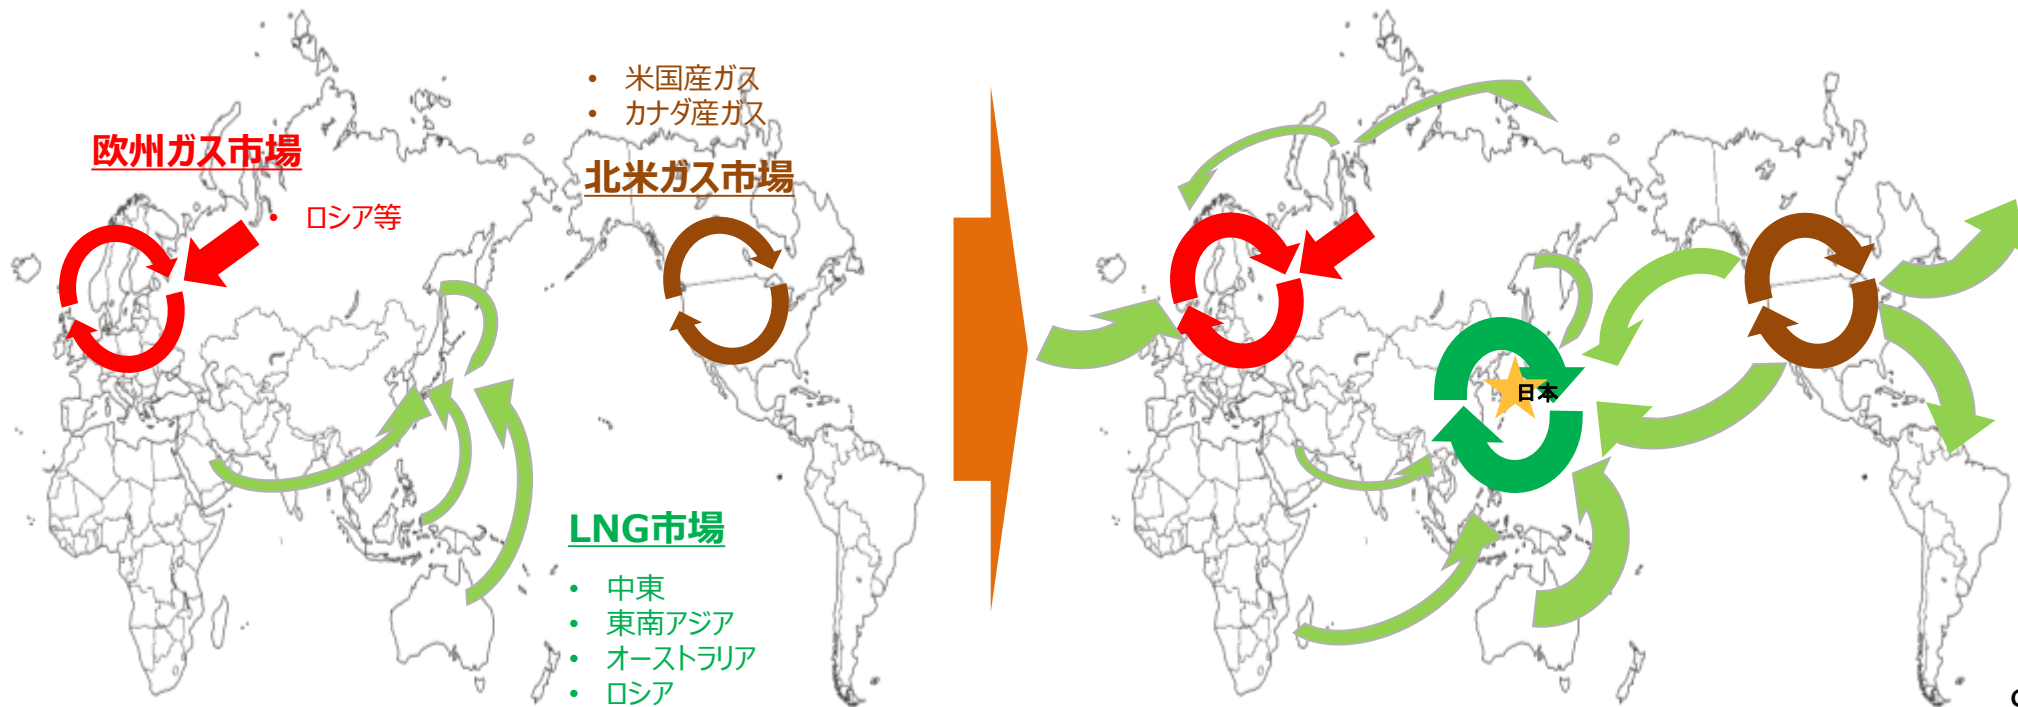 • 米国産ガス
• カナダ産ガス
欧州ガス市場
北米ガス市場
• ロシア等
LNG市場
• 中東
• 東南アジア
• オーストラリア
• ロシア
日本